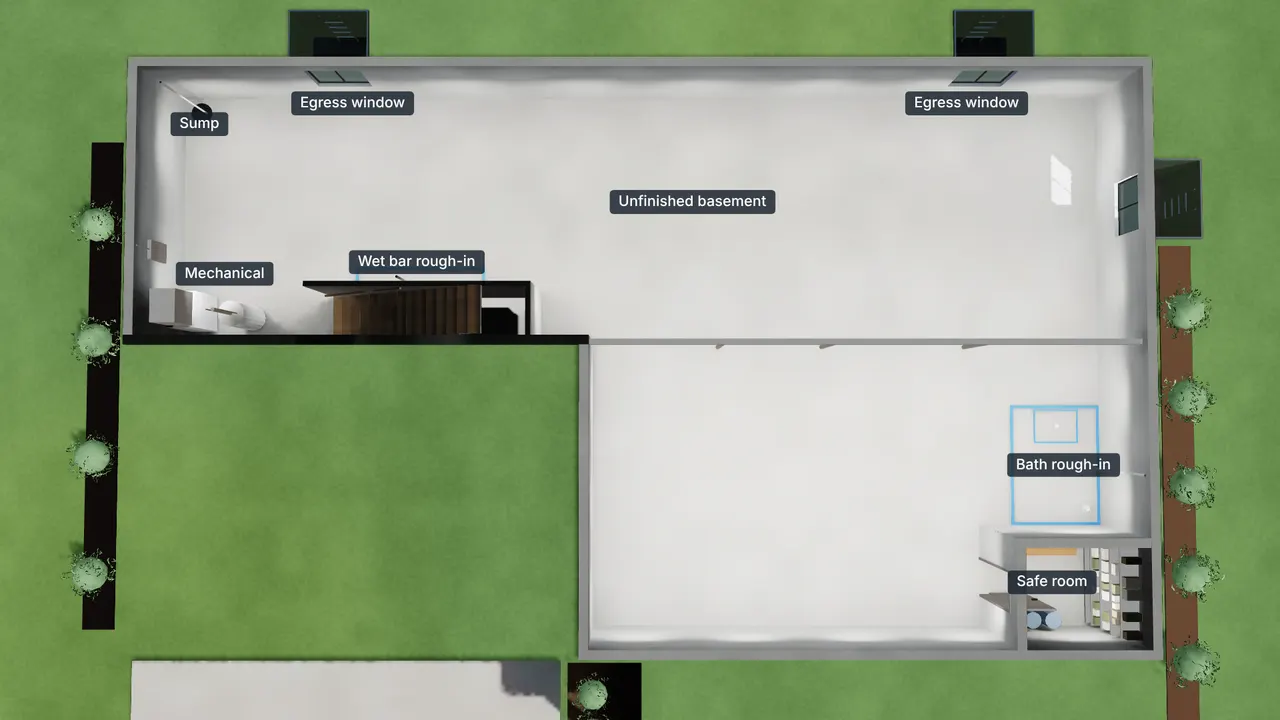 Egress window
Egress window
Sump
Unfinished basement
Wet bar rough-in
Mechanical
Bath rough-in
Safe room